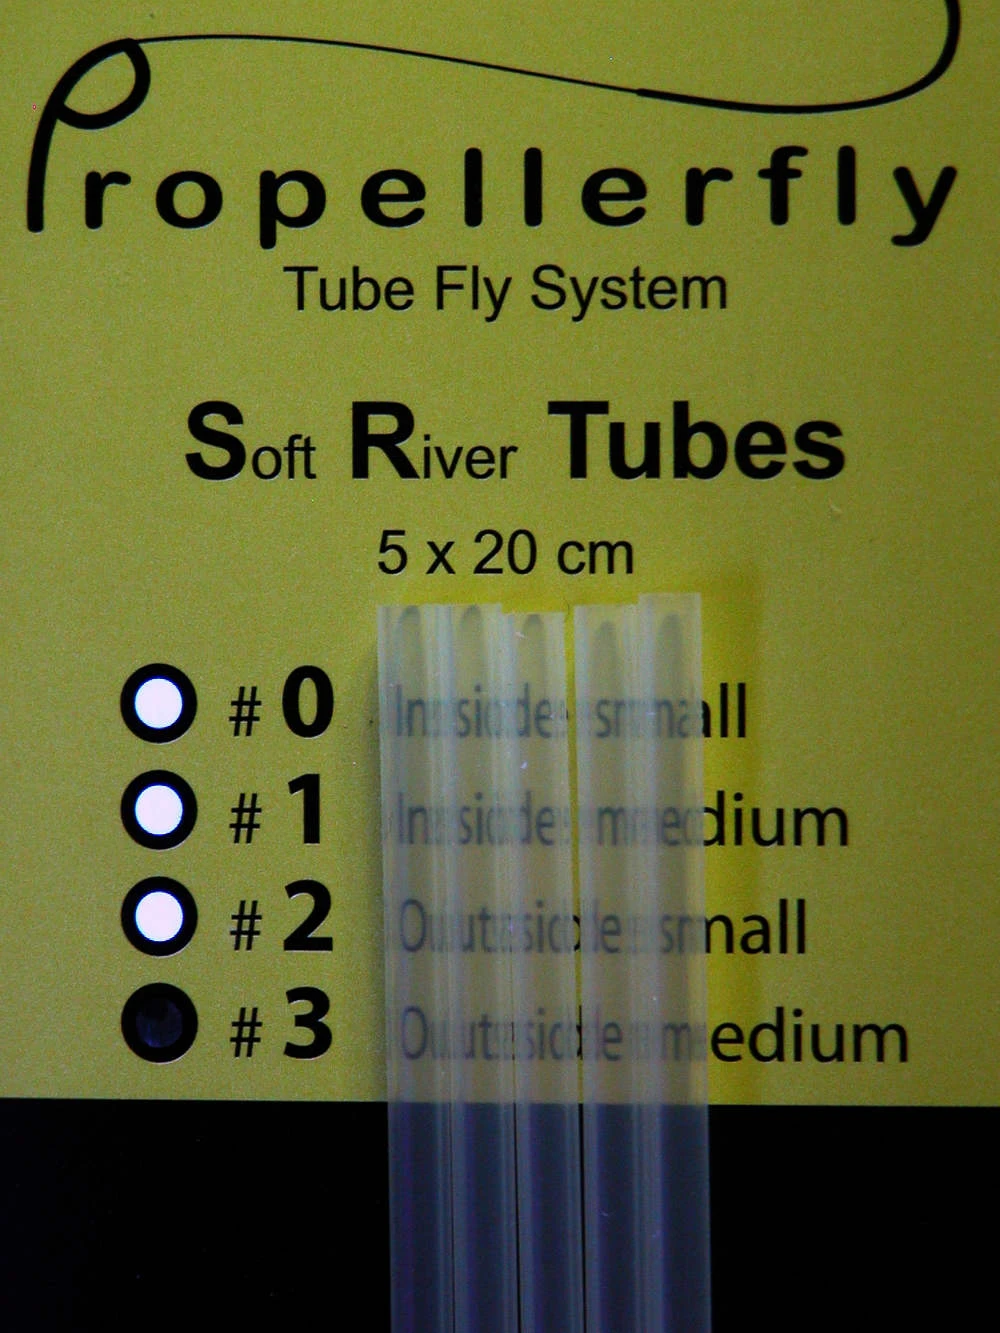 Propellerfly
Tube Fly System
Soft River Tubes
5 x 20 cm
# 0 Inside small
# 1 Inside medium
# 2 Outside small
# 3 Outside medium